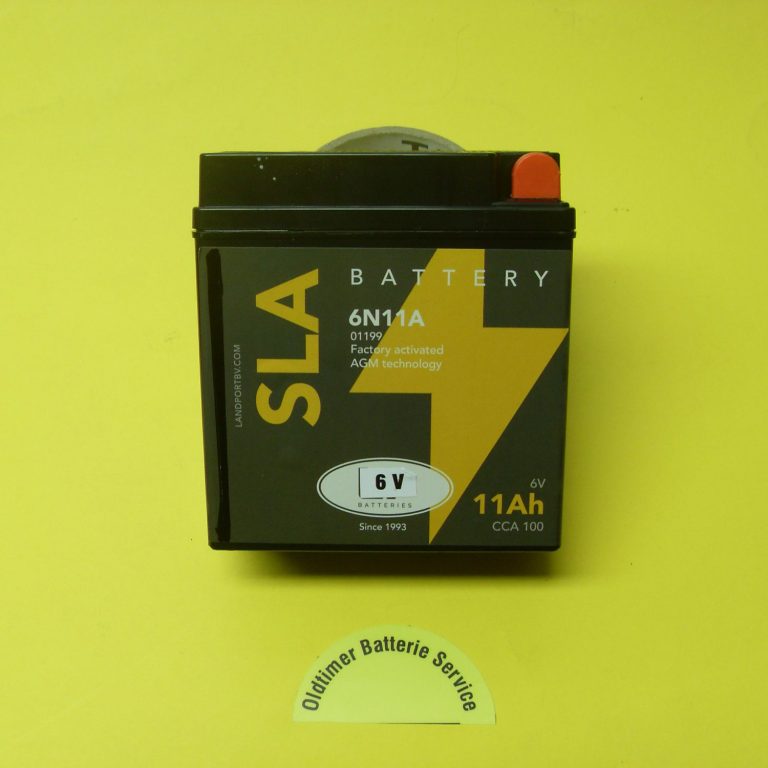 BATTERY
SLA
6N11A
01199
Factory activated
AGM technology
LANDPORTBV.COM
6 V
BATTERIES
Since 1993
6V
11Ah
CCA 100
Oldtimer Batterie Service